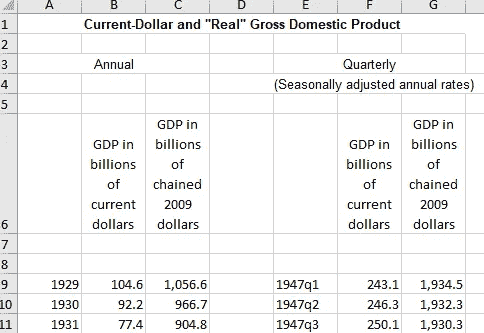 A B C D E F G
1 Current-Dollar and "Real" Gross Domestic Product
2
3 Annual Quarterly
4 (Seasonally adjusted annual rates)
5
GDP in
GDP in billions
billions of
of chained
current 2009
dollars dollars
GDP in
GDP in billions
billions of
of chained
current 2009
6 dollars dollars
7
8
9 1929 104.6 1,056.6 1947q1 243.1 1,934.5
10 1930 92.2 966.7 1947q2 246.3 1,932.3
11 1931 77.4 904.8 1947q3 250.1 1,930.3